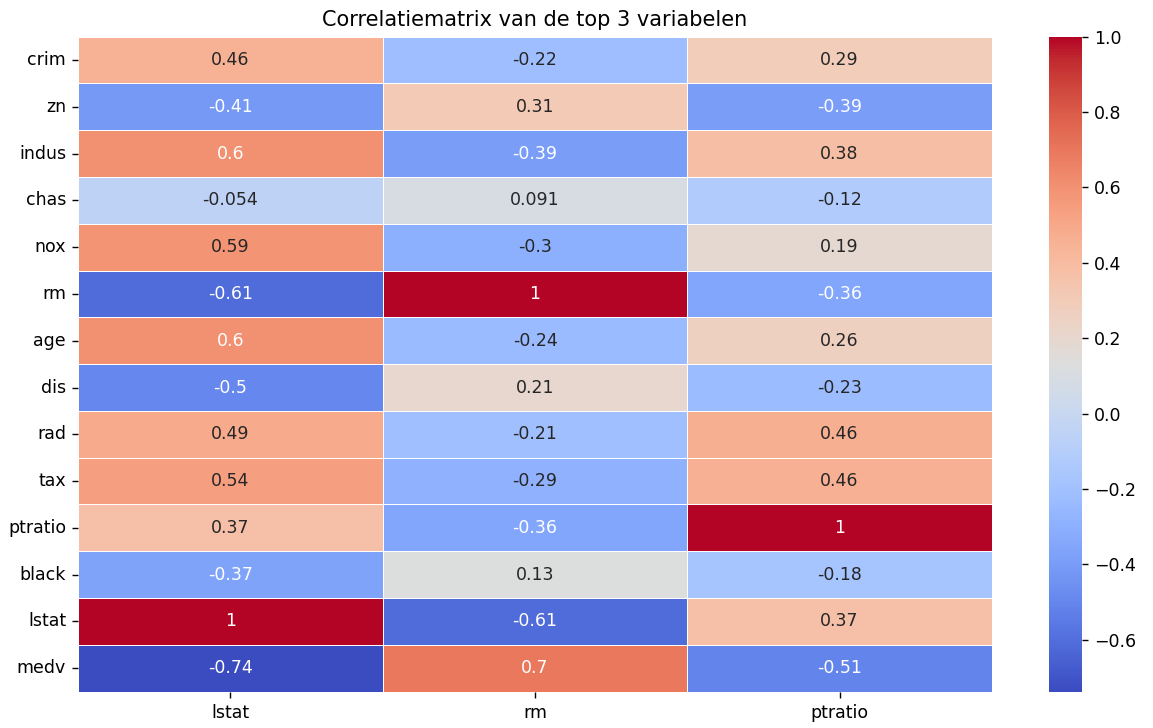 Correlatiematrix van de top 3 variabelen
crim 0.46 -0.22 0.29
zn -0.41 0.31 -0.39
indus 0.6 -0.39 0.38
chas -0.054 0.091 -0.12
nox 0.59 -0.3 0.19
rm -0.61 1 -0.36
age 0.6 -0.24 0.26
dis -0.5 0.21 -0.23
rad 0.49 -0.21 0.46
tax 0.54 -0.29 0.46
ptratio 0.37 -0.36 1
black -0.37 0.13 -0.18
lstat 1 -0.61 0.37
medv -0.74 0.7 -0.51
lstat rm ptratio
1.0
0.8
0.6
0.4
0.2
0.0
−0.2
−0.4
−0.6